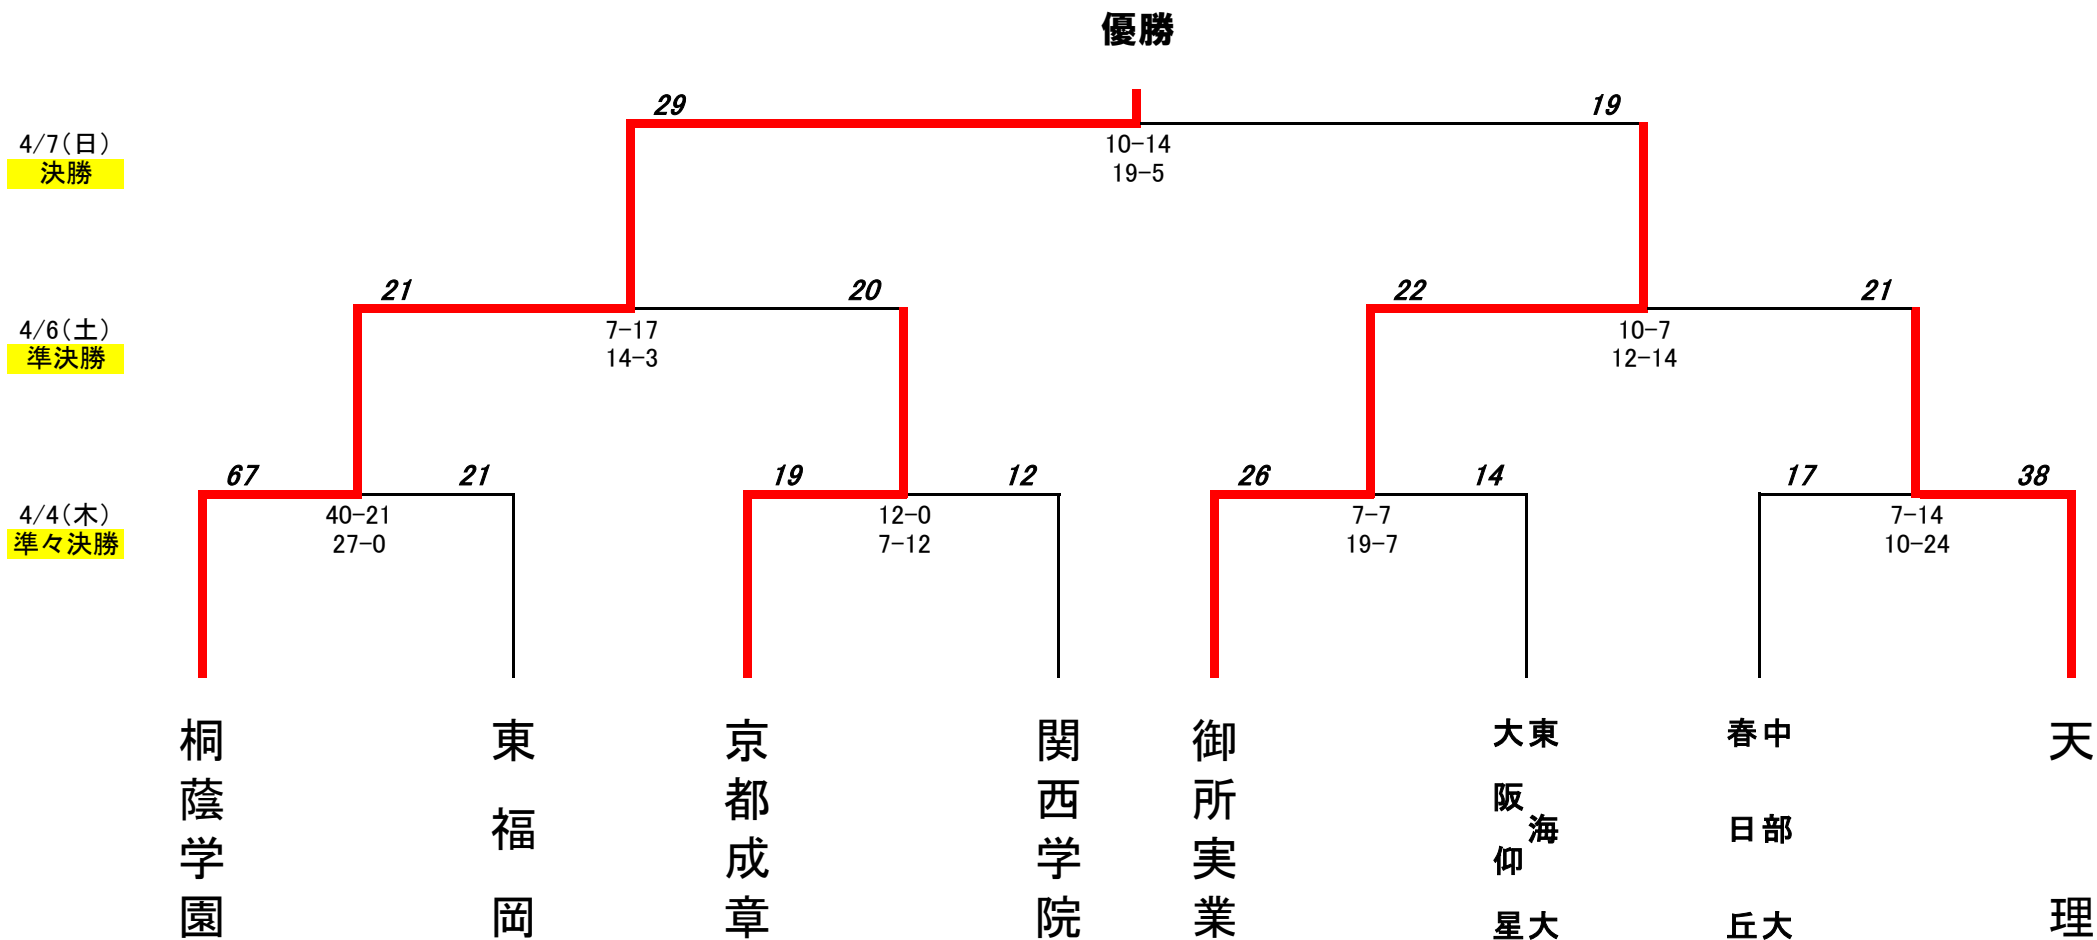 優勝
29
19
4/7(日)
決勝
10-14
19-5
21
20
22
21
4/6(土)
準決勝
7-17
14-3
10-7
12-14
67
21
19
12
26
14
17
38
4/4(木)
準々決勝
40-21
27-0
12-0
7-12
7-7
19-7
7-14
10-24
桐蔭学園
東福岡
京都成章
関西学院
御所実業
東海大
大阪仰星
中部大
春日丘
天理